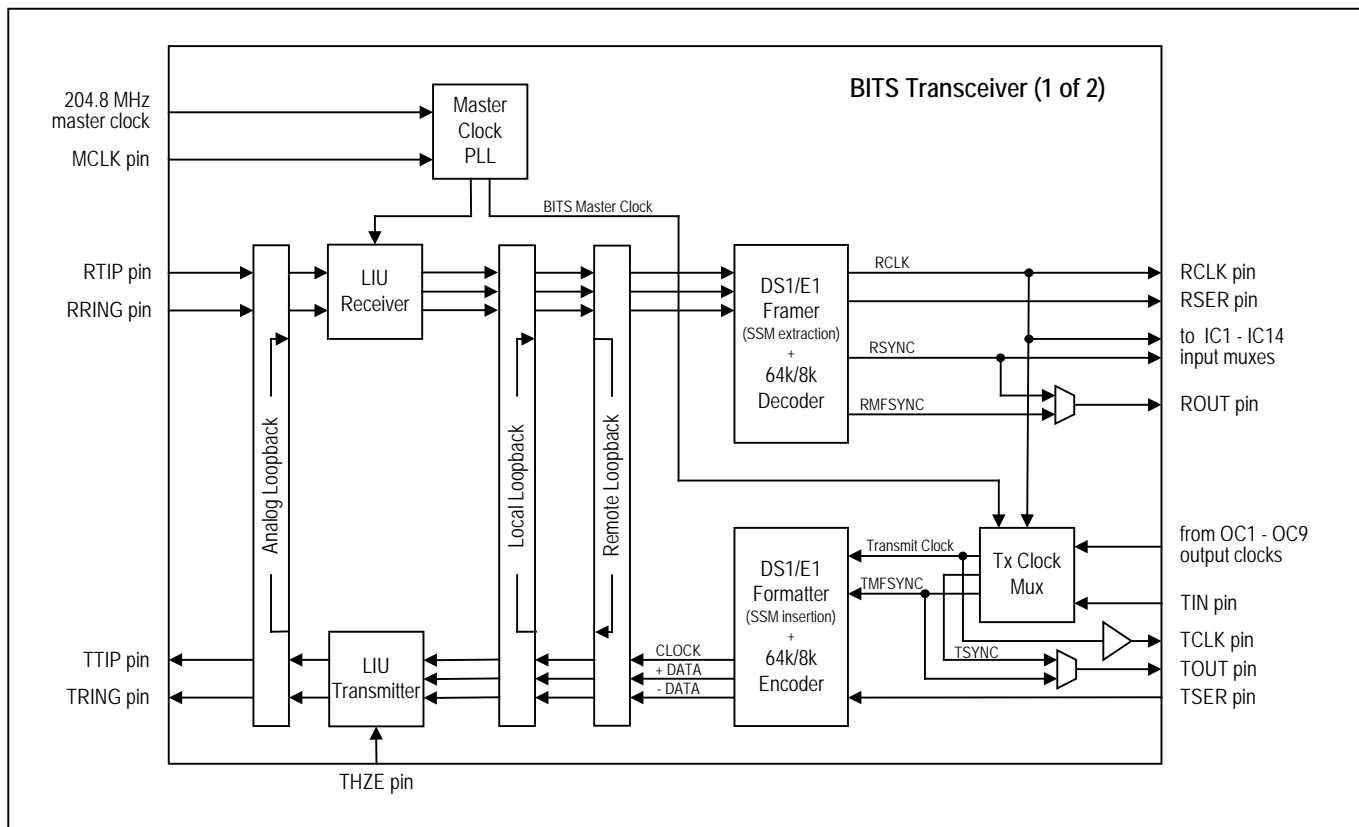 BITS Transceiver (1 of 2)
204.8 MHz
master clock
MCLK pin
Master
Clock
PLL
BITS Master Clock
RTIP pin
RRING pin
LIU
Receiver
DS1/E1
Framer
(SSM extraction)
+
64k/8k
Decoder
RCLK
RSYNC
RMFSYNC
RCLK pin
RSER pin
to IC1 - IC14
input muxes
ROUT pin
Analog Loopback
Local Loopback
Remote Loopback
TTIP pin
TRING pin
LIU
Transmitter
THZE pin
CLOCK
+ DATA
- DATA
DS1/E1
Formatter
(SSM insertion)
+
64k/8k
Encoder
Transmit Clock
TMFSYNC
TSYNC
Tx Clock
Mux
from OC1 - OC9
output clocks
TIN pin
TCLK pin
TOUT pin
TSER pin